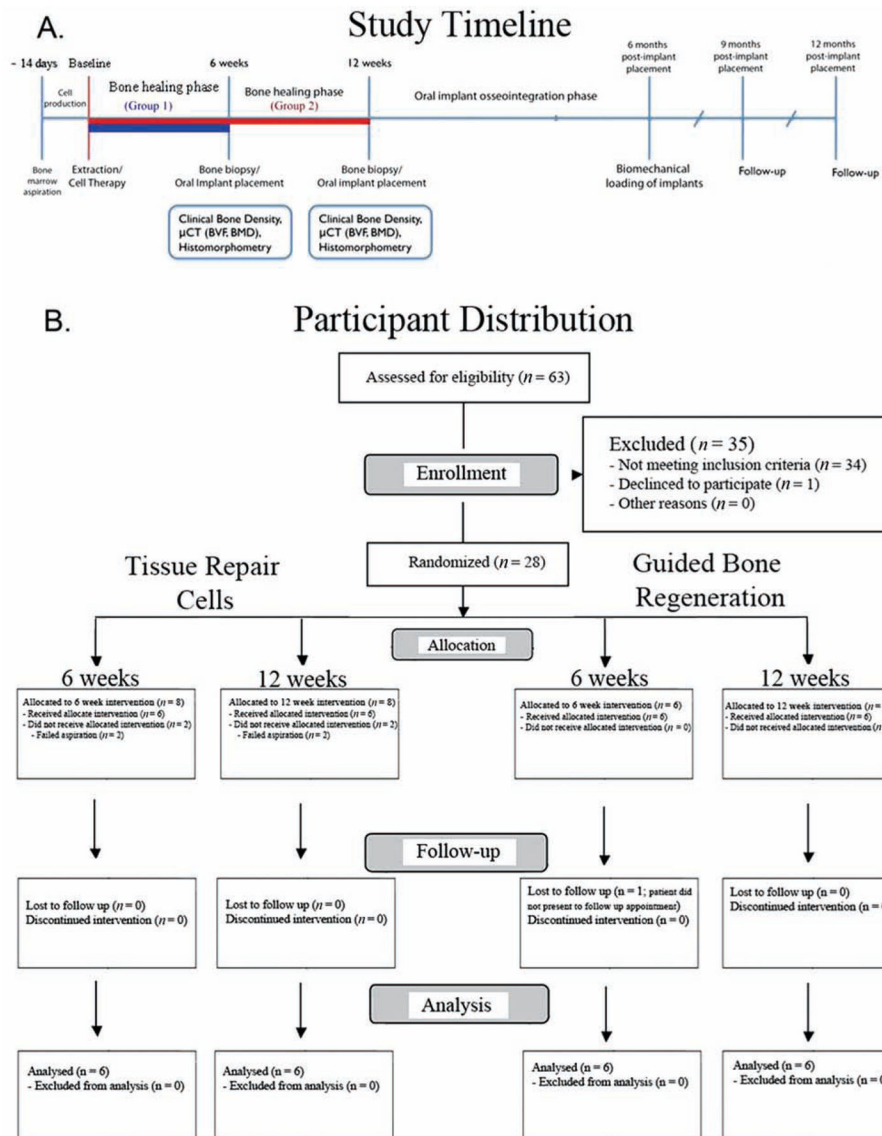 A.
Study Timeline
- 14 days
Baseline
6 weeks
12 weeks
6 months
post-implant
placement
9 months
post-implant
placement
12 months
post-implant
placement
Cell
production
Bone healing phase
(Group 1)
Bone healing phase
(Group 2)
Oral implant osseointegration phase
Bone
marrow
aspiration
Extraction/
Cell Therapy
Bone biopsy/
Oral Implant placement
Bone biopsy/
Oral implant placement
Biomechanical
loading of implants
Follow-up
Follow-up
Clinical Bone Density,
µCT (BVF, BMD),
Histomorphometry
Clinical Bone Density,
µCT (BVF, BMD),
Histomorphometry
B.
Participant Distribution
Assessed for eligibility (n = 63)
Enrollment
Excluded (n = 35)
- Not meeting inclusion criteria (n = 34)
- Declinced to participate (n = 1)
- Other reasons (n = 0)
Randomized (n = 28)
Tissue Repair
Cells
Guided Bone
Regeneration
Allocation
6 weeks
12 weeks
6 weeks
12 weeks
Allocated to 6 week intervention (n = 8)
- Received allocate intervention (n = 6)
- Did not receive allocated intervention (n = 2)
- Failed aspiration (n = 2)
Allocated to 12 week intervention (n = 8)
- Received allocated intervention (n = 6)
- Did not receive allocated intervention (n = 2)
- Failed aspiration (n = 2)
Allocated to 6 week intervention (n = 6)
- Received allocated intervention (n = 6)
- Did not receive allocated intervention (n = 0)
Allocated to 12 week intervention (n =
- Received allocated intervention (n = 6)
- Did not received allocated intervention (n
Follow-up
Lost to follow up (n = 0)
Discontinued intervention (n = 0)
Lost to follow up (n = 0)
Discontinued intervention (n = 0)
Lost to follow up (n = 1; patient did
not present to follow up appointment)
Discontinued intervention (n = 0)
Lost to follow up (n = 0)
Discontinued intervention (n =
Analysis
Analysed (n = 6)
- Excluded from analysis (n = 0)
Analysed (n = 6)
- Excluded from analysis (n = 0)
Analysed (n = 6)
- Excluded from analysis (n = 0)
Analysed (n = 6)
- Excluded from analysis (n =